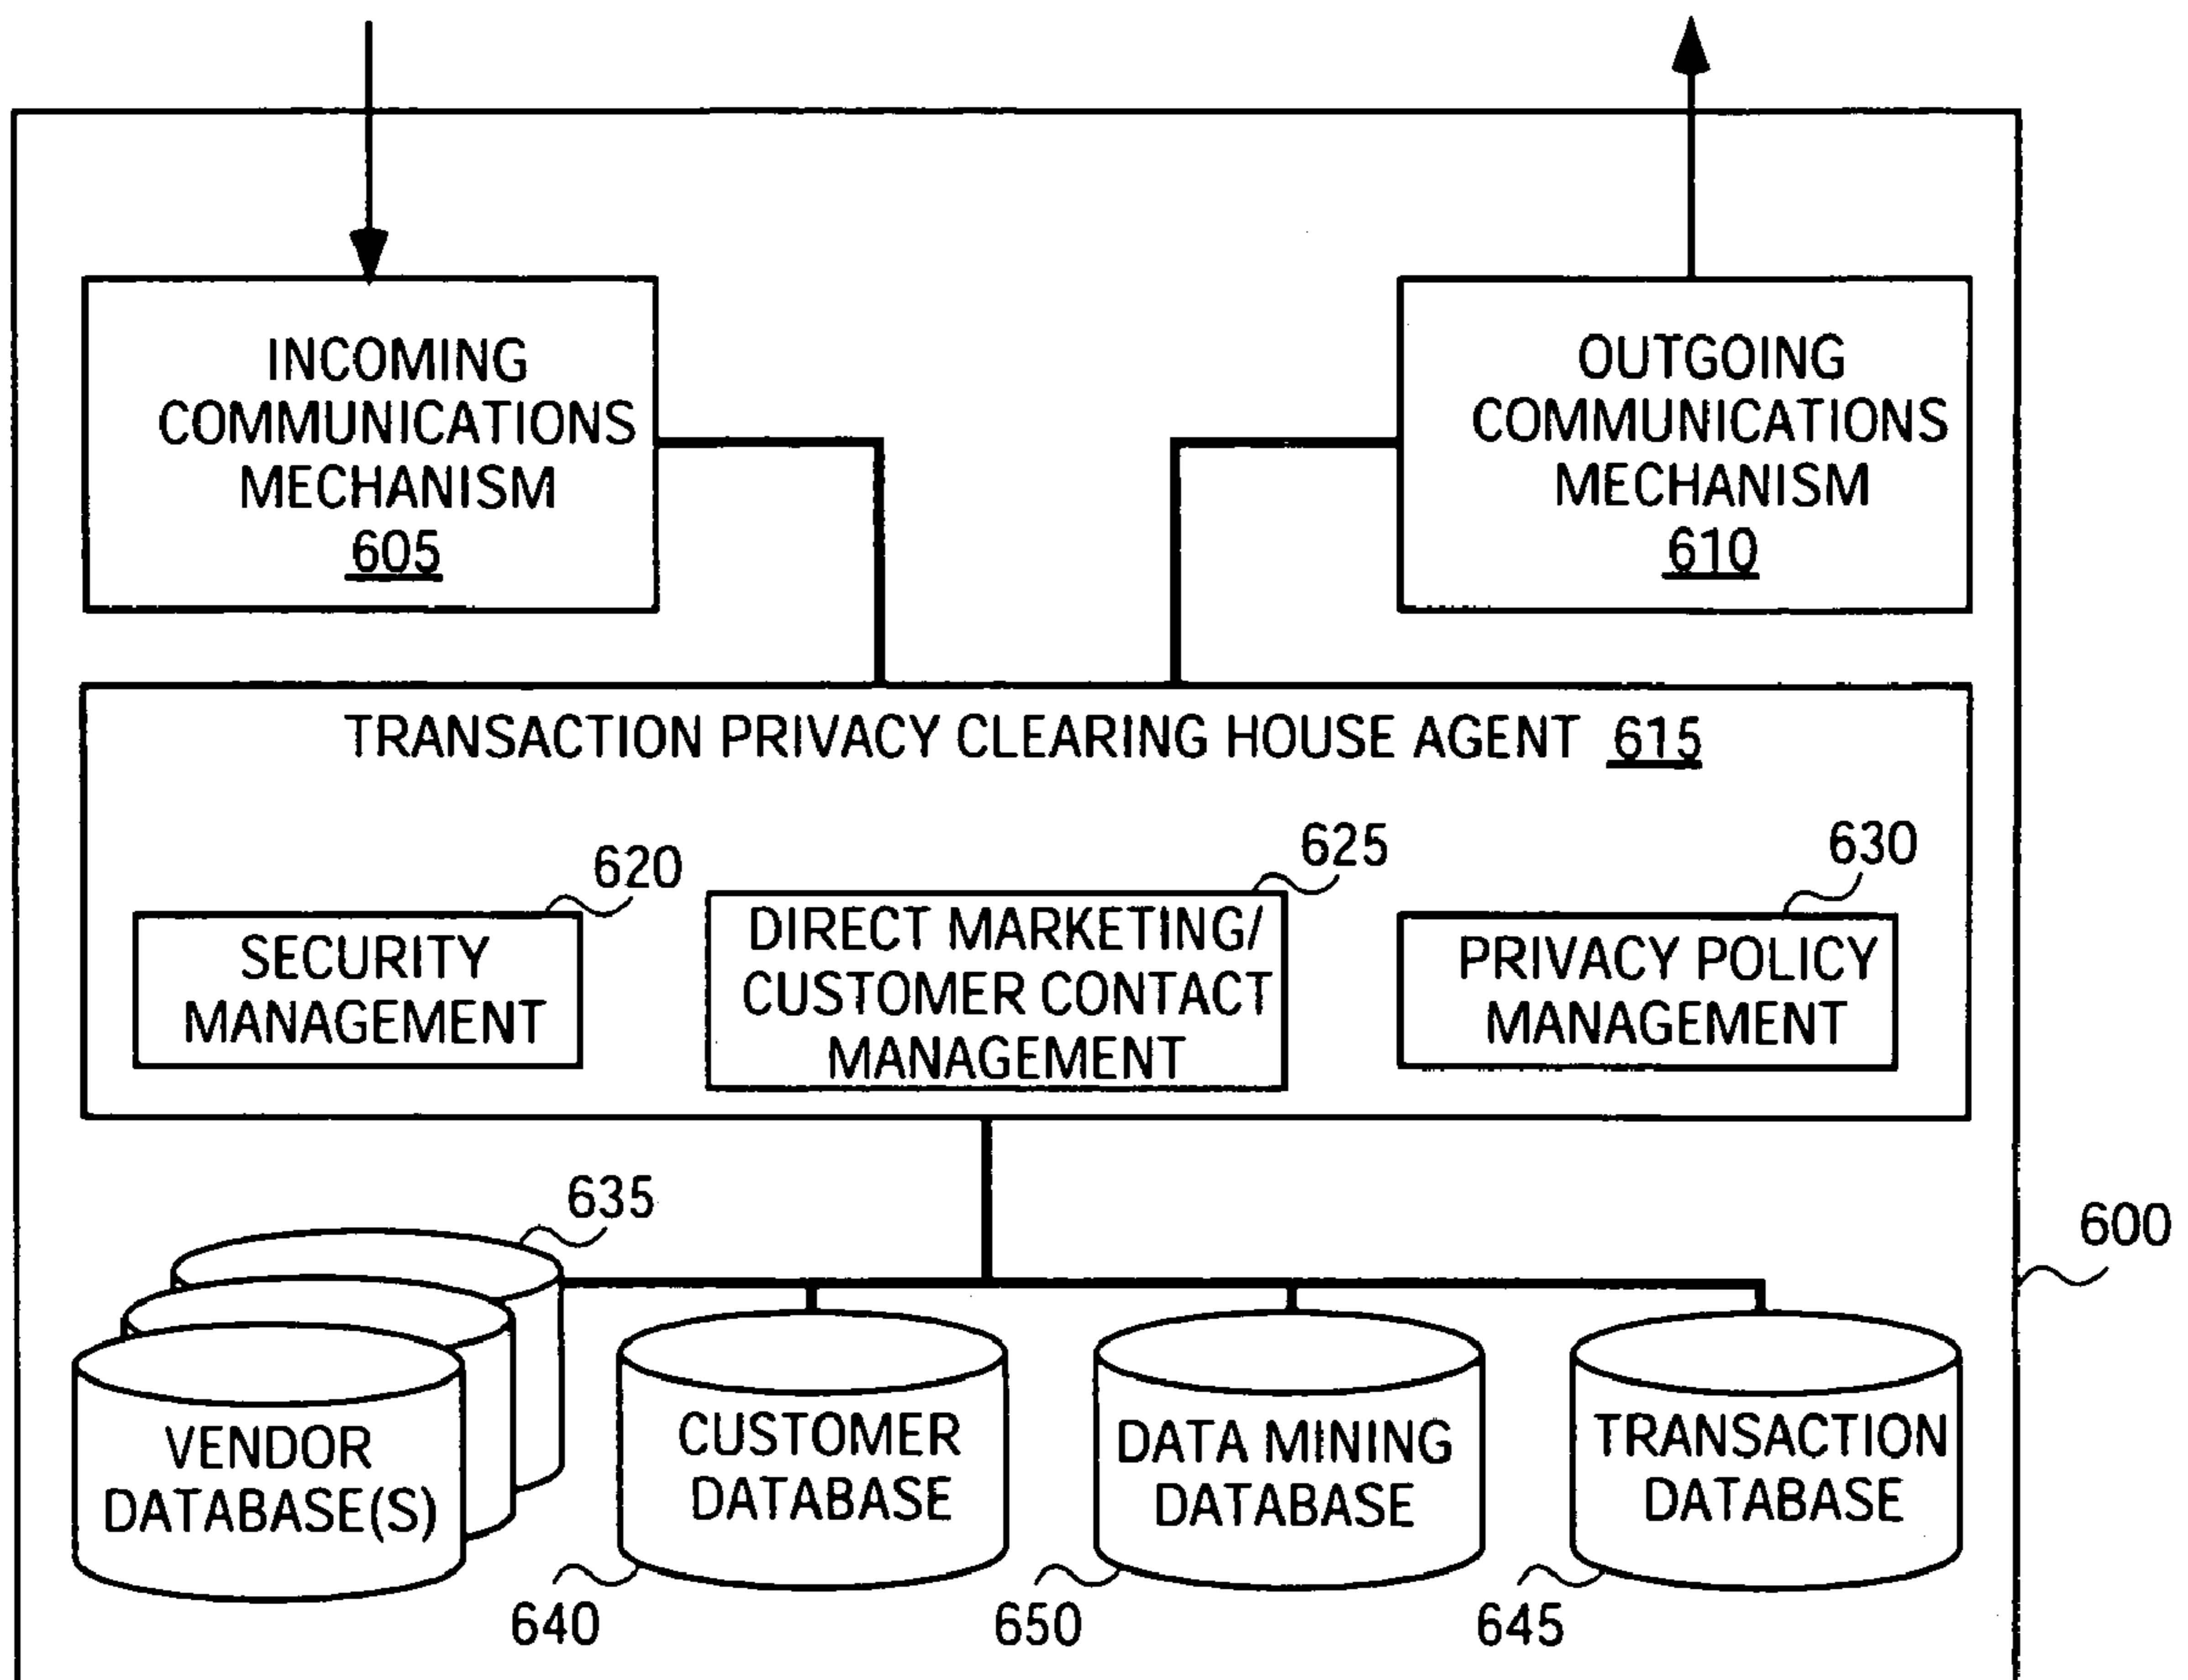 INCOMING
COMMUNICATIONS
MECHANISM
605
OUTGOING
COMMUNICATIONS
MECHANISM
610
TRANSACTION PRIVACY CLEARING HOUSE AGENT 615
620
SECURITY
MANAGEMENT
625
DIRECT MARKETING/
CUSTOMER CONTACT
MANAGEMENT
630
PRIVACY POLICY
MANAGEMENT
635
600
VENDOR
DATABASE(S)
CUSTOMER
DATABASE
DATA MINING
DATABASE
TRANSACTION
DATABASE
640
650
645